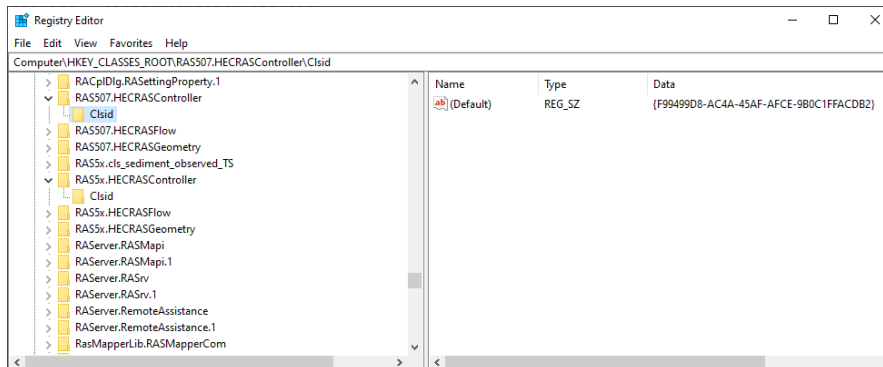 Registry Editor
File Edit View Favorites Help
Computer\HKEY_CLASSES_ROOT\RAS507.HECRASController\Clsid
RACplDlg.RASettingProperty.1
RAS507.HECRASController
Clsid
RAS507.HECRASFlow
RAS507.HECRASGeometry
RAS5x.cls_sediment_observed_TS
RAS5x.HECRASController
Clsid
RAS5x.HECRASFlow
RAS5x.HECRASGeometry
RAServer.RASMapi
RAServer.RASMapi.1
RAServer.RASrv
RAServer.RASrv.1
RAServer.RemoteAssistance
RAServer.RemoteAssistance.1
RasMapperLib.RASMapperCom
Name Type Data
ab (Default) REG_SZ {F99499D8-AC4A-45AF-AFCE-9B0C1FFACDB2}